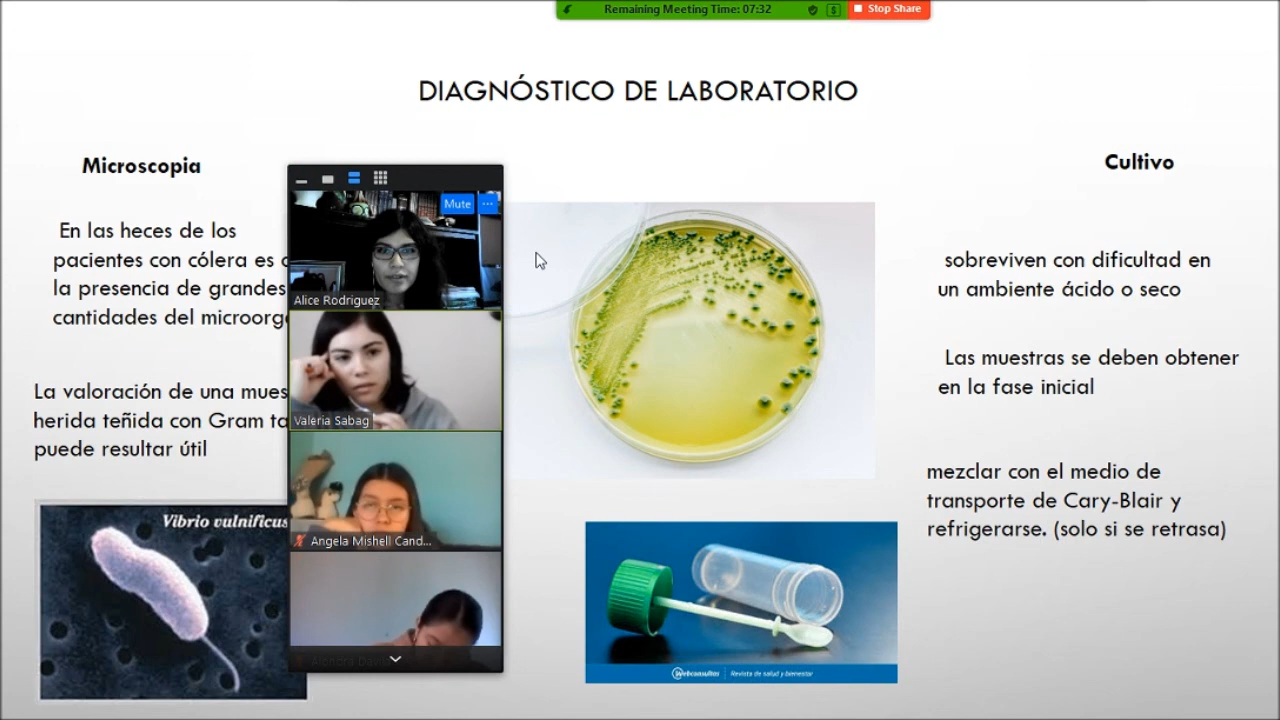 Remaining Meeting Time: 07:32
Stop Share
DIAGNÓSTICO DE LABORATORIO
Microscopia
En las heces de los
pacientes con cólera es
la presencia de grandes
cantidades del
La valoración de una
herida teñida con Gram
puede resultar útil
Vibrio vulnificus
Mute
Alice Rodriguez
Valeria Sabag
Angela Mishell Cand...
Cultivo
sobreviven con dificultad en
un ambiente ácido o seco
Las muestras se deben obtener
en la fase inicial
mezclar con el medio de
transporte de Cary-Blair y
refrigerarse. (solo si se retrasa)
Webconsultas Revista de salud y bienestar